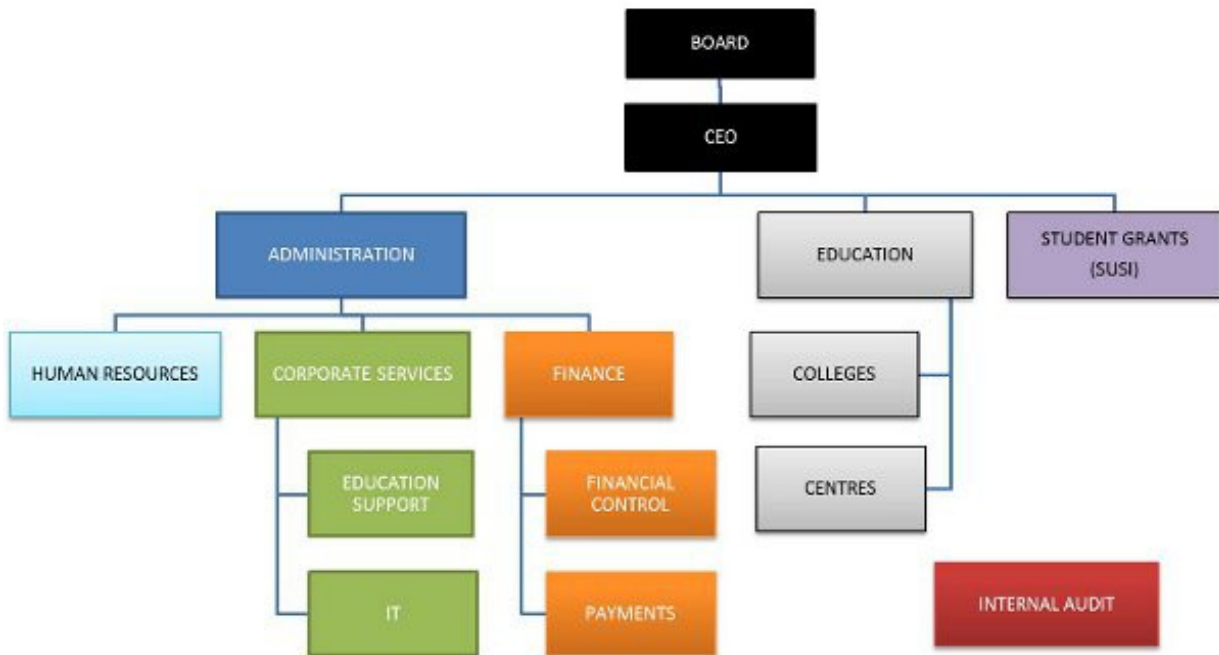 BOARD
CEO
ADMINISTRATION
EDUCATION
STUDENT GRANTS
(SUSI)
HUMAN RESOURCES
CORPORATE SERVICES
FINANCE
COLLEGES
EDUCATION
SUPPORT
FINANCIAL
CONTROL
CENTRES
IT
PAYMENTS
INTERNAL AUDIT